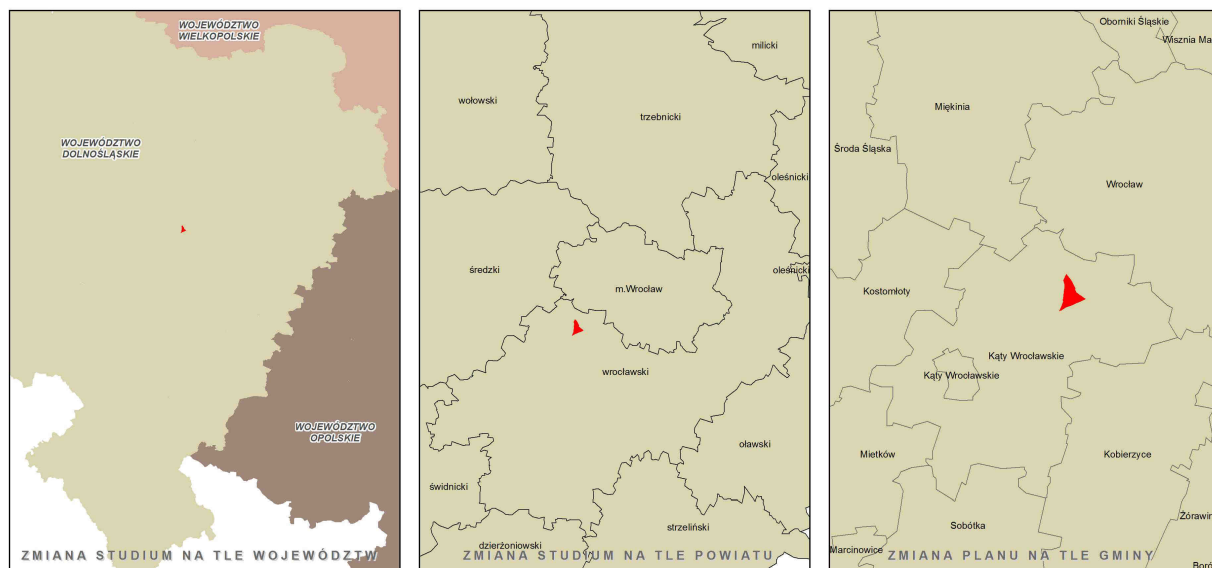 WOJEWÓDZTWO
WIELKOPOLSKIE
WOJEWÓDZTWO
DOLNOŚLĄSKIE
WOJEWÓDZTWO
OPOLSKIE
ZMIANA STUDIUM NA TLE WOJEWÓDZTW
milicki
wołowski
trzebnicki
oleśnicki
średzki
oleśnicki
m.Wrocław
wrocławski
oławski
świdnicki
strzeliński
dzierżoniowski
ZMIANA STUDIUM NA TLE POWIATU
Oborniki Śląskie
Wisznia Ma
Miękinia
Środa Śląska
Wrocław
Kostomłoty
Kąty Wrocławskie
Kąty Wrocławskie
Mietków
Kobierzyce
Żórawin
Sobótka
Marcinowice
Boró
ZMIANA PLANU NA TLE GMINY